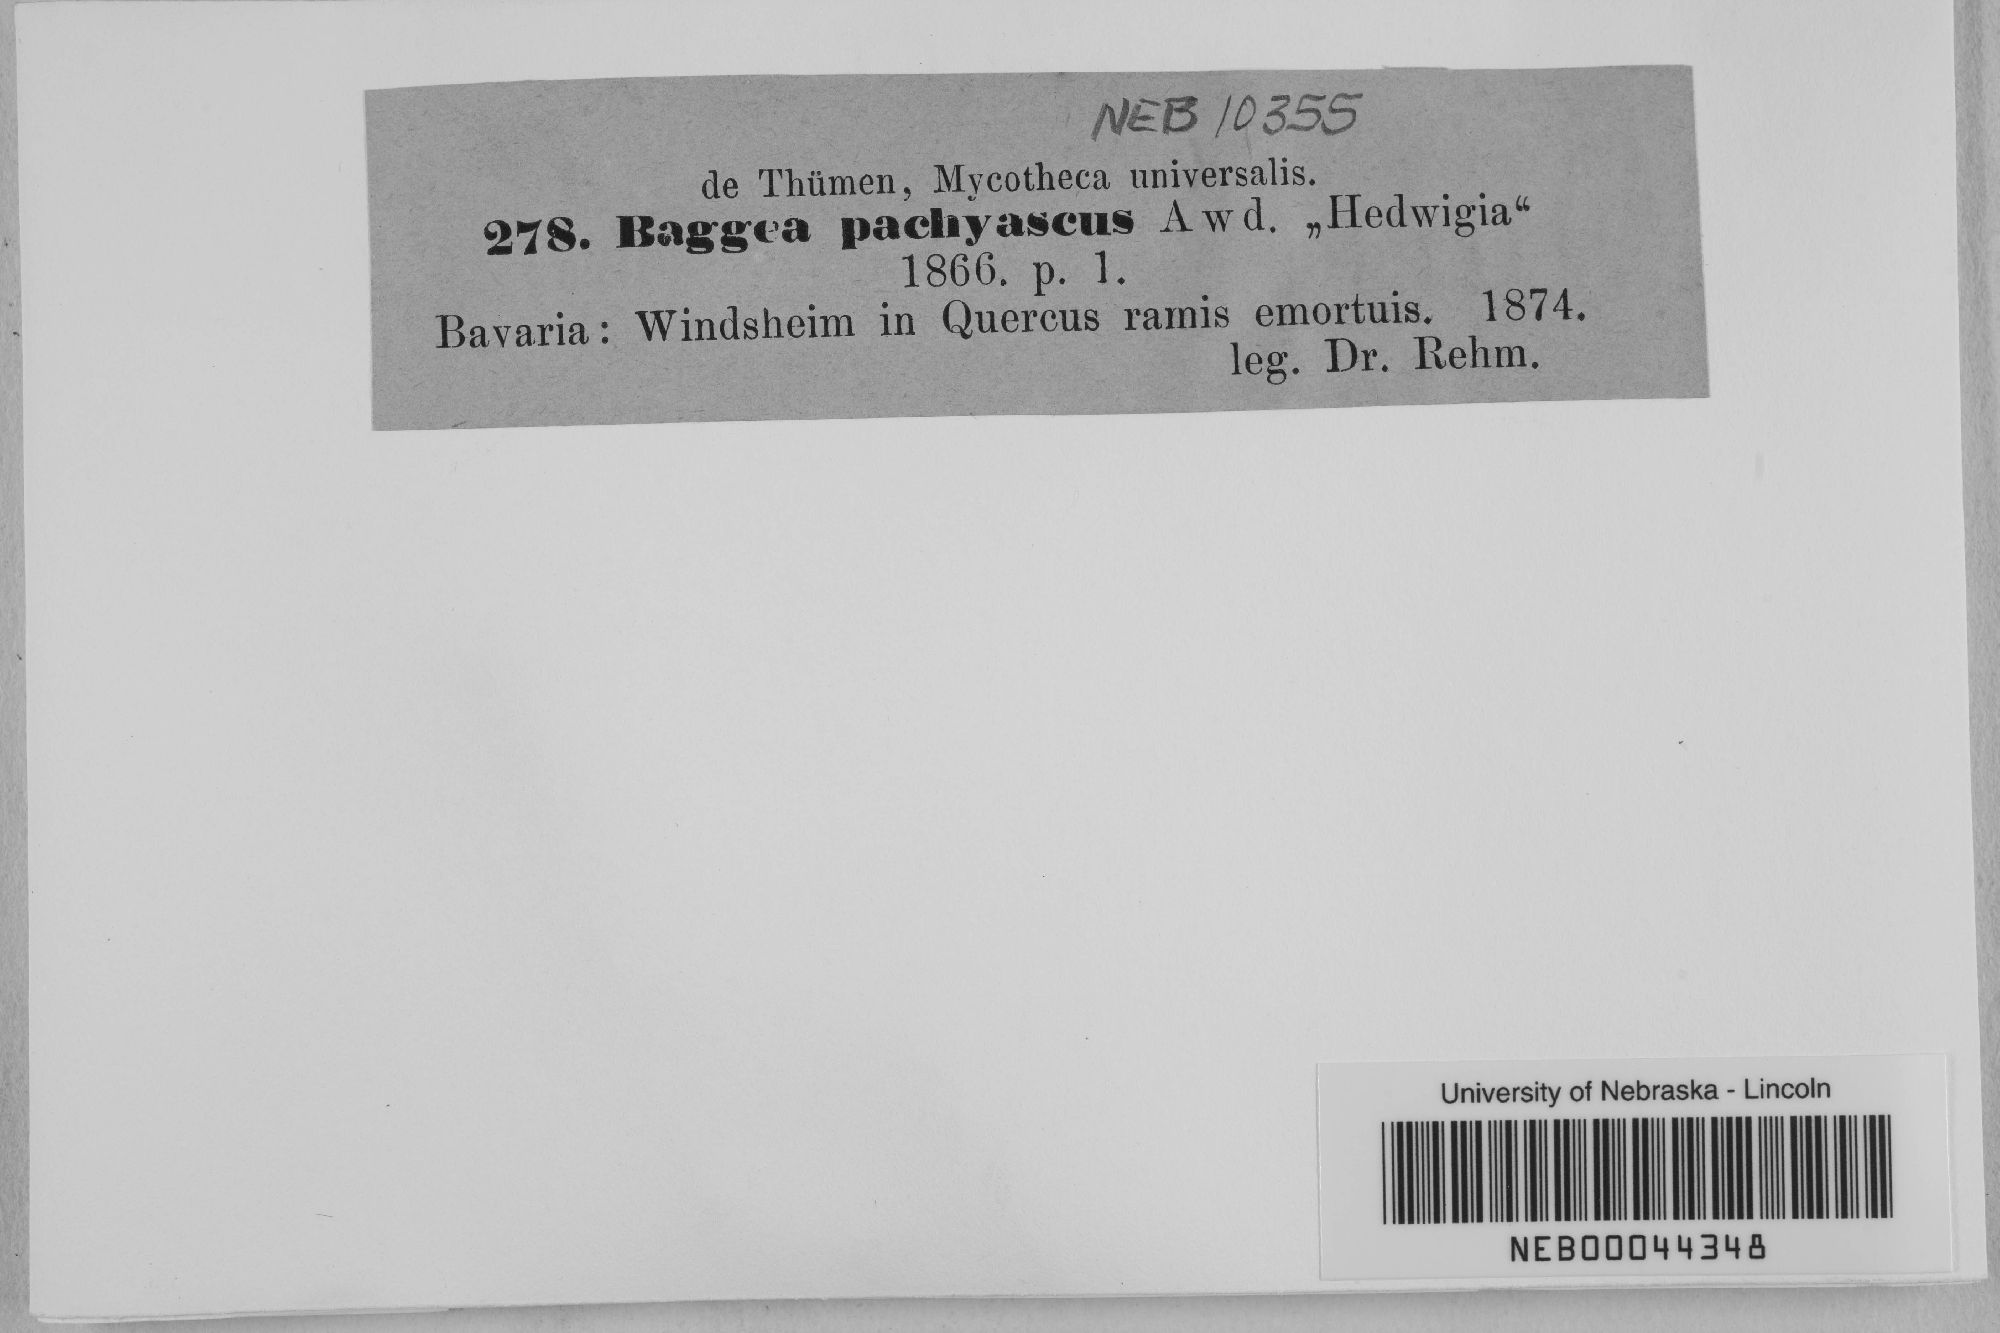 NEB 10355
de Thümen, Mycotheca universalis.
278. Baggea pachyascus Awd. „Hedwigia“
1866. p. 1.
Bavaria: Windsheim in Quercus ramis emortuis. 1874.
leg. Dr. Rehm.
University of Nebraska - Lincoln
NEB00044348